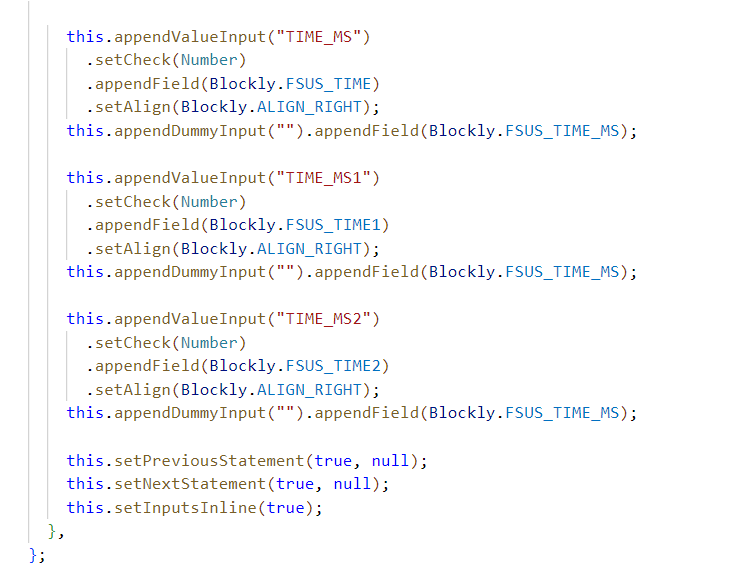 this.appendValueInput("TIME_MS")
.setCheck(Number)
.appendField(Blockly.FSUS_TIME)
.setAlign(Blockly.ALIGN_RIGHT);
this.appendDummyInput("").appendField(Blockly.FSUS_TIME_MS);
this.appendValueInput("TIME_MS1")
.setCheck(Number)
.appendField(Blockly.FSUS_TIME1)
.setAlign(Blockly.ALIGN_RIGHT);
this.appendDummyInput("").appendField(Blockly.FSUS_TIME_MS);
this.appendValueInput("TIME_MS2")
.setCheck(Number)
.appendField(Blockly.FSUS_TIME2)
.setAlign(Blockly.ALIGN_RIGHT);
this.appendDummyInput("").appendField(Blockly.FSUS_TIME_MS);
this.setPreviousStatement(true, null);
this.setNextStatement(true, null);
this.setInputsInline(true);
},
};